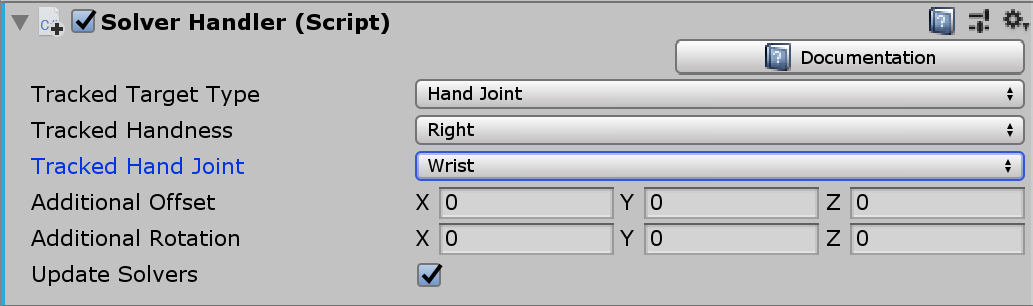 Solver Handler (Script)
Documentation
Tracked Target Type Hand Joint
Tracked Handness Right
Tracked Hand Joint Wrist
Additional Offset X 0 Y 0 Z 0
Additional Rotation X 0 Y 0 Z 0
Update Solvers